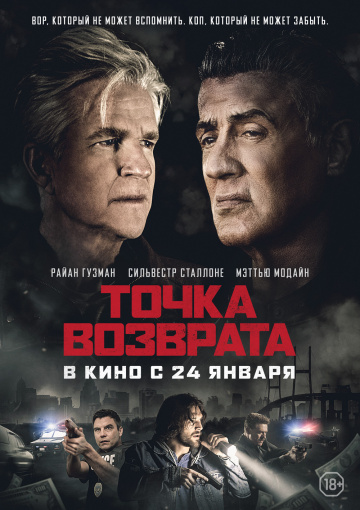 ВОР, КОТОРЫЙ НЕ МОЖЕТ ВСПОМНИТЬ. КОП, КОТОРЫЙ НЕ МОЖЕТ ЗАБЫТЬ.
РАЙАН ГУЗМАН СИЛЬВЕСТР СТАЛЛОНЕ МЭТТЬЮ МОДАЙН
ТОЧКА
ВОЗВРАТА
В КИНО С 24 ЯНВАРЯ
18+